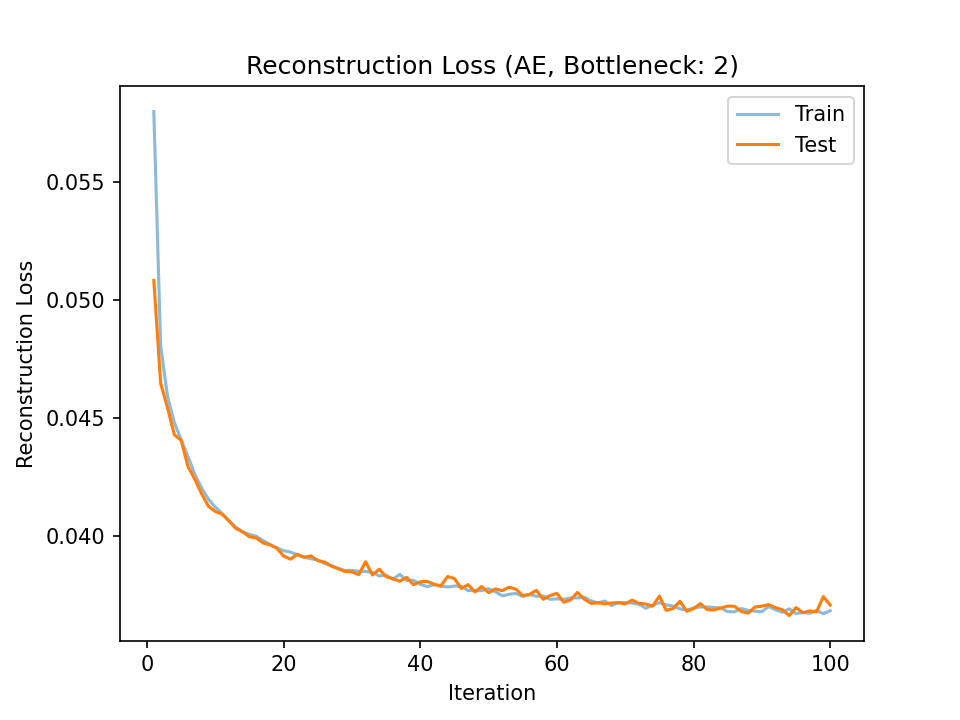 Reconstruction Loss (AE, Bottleneck: 2)
Train
Test
Reconstruction Loss
0.055
0.050
0.045
0.040
0
20
40
60
80
100
Iteration